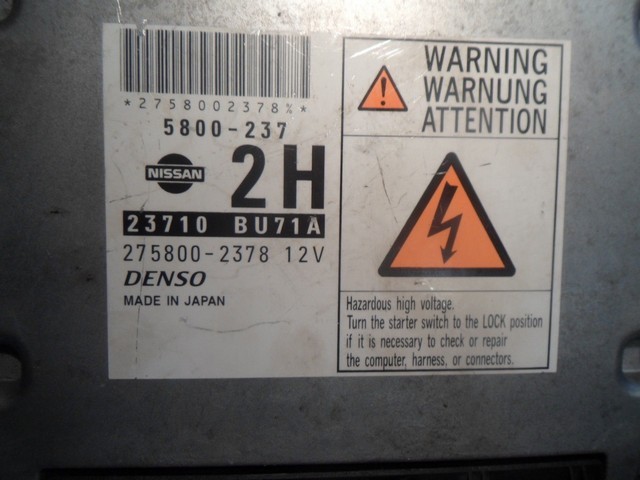 *2758002378%*
5800-237
NISSAN
2H
23710 BU71A
275800-2378 12V
DENSO
MADE IN JAPAN
WARNING
WARNUNG
ATTENTION
Hazardous high voltage.
Turn the starter switch to the LOCK position
if it is necessary to check or repair
the computer, harness, or connectors.